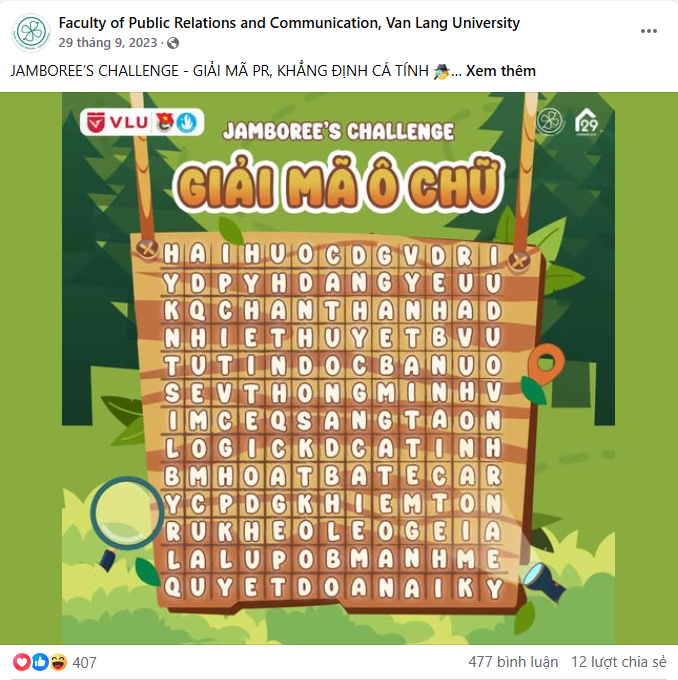 Faculty of Public Relations and Communication, Van Lang University
29 tháng 9, 2023 ·
JAMBOREE'S CHALLENGE - GIẢI MÃ PR, KHẲNG ĐỊNH CÁ TÍNH 🕵️... Xem thêm
VLU
29
JAMBOREE'S CHALLENGE
GIẢI MÃ Ô CHỮ
H A I H U O C D G V D R I
Y D P Y H D A N G Y E U U
K Q C H A N T H A N H A D
N H I E T H U Y E T B V U
T U T I N D O C B A N U O
S E V T H O N G M I N H V
I M C E Q S A N G T A O N
L O G I C K D C A T I N H
B M H O A T B A T E C A R
Y C P D G K H I E M T O N
R U K H E O L E O G E I A
L A L U P O B M A N H M E
Q U Y E T D O A N A I K Y
407
477 bình luận 12 lượt chia sẻ